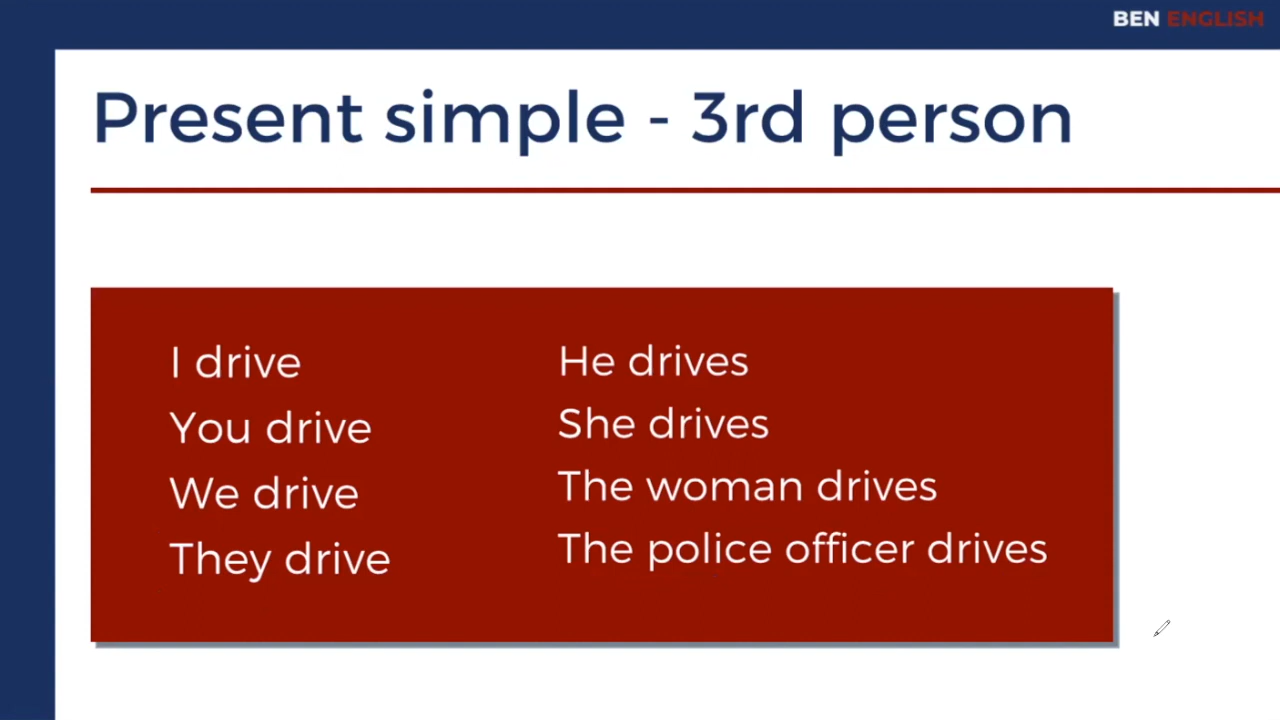 BEN ENGLISH
Present simple - 3rd person
I drive
You drive
We drive
They drive
He drives
She drives
The woman drives
The police officer drives